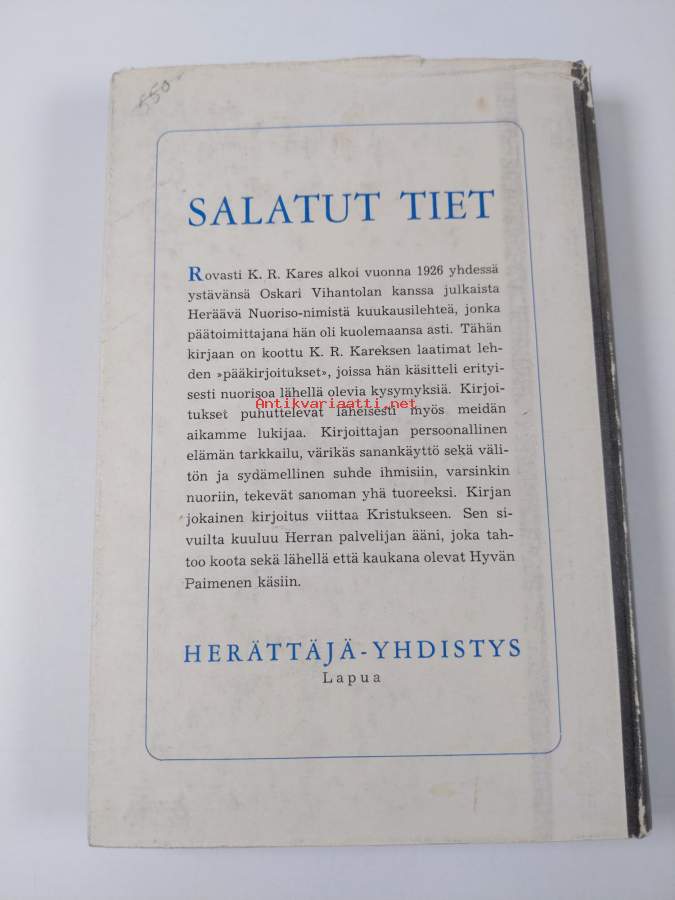 550
SALATUT TIET
Rovasti K. R. Kares alkoi vuonna 1926 yhdessä
ystävänsä Oskari Vihantolan kanssa julkaista
Heräävä Nuoriso-nimistä kuukausilehteä, jonka
päätoimittajana hän oli kuolemaansa asti. Tähän
kirjaan on koottu K. R. Kareksen laatimat leh-
den »pääkirjoitukset», joissa hän käsitteli erityi-
sesti nuorisoa lähellä olevia kysymyksiä. Kirjoi-
Antikvariaatti.net
tukset puhuttelevat läheisesti myös meidän
aikamme lukijaa. Kirjoittajan persoonallinen
elämän tarkkailu, värikäs sanankäyttö sekä väli-
tön ja sydämellinen suhde ihmisiin, varsinkin
nuoriin, tekevät sanoman yhä tuoreeksi. Kirjan
jokainen kirjoitus viittaa Kristukseen. Sen si-
vuilta kuuluu Herran palvelijan ääni, joka tah-
too koota sekä lähellä että kaukana olevat Hyvän
Paimenen käsiin.
HERÄTTÄJÄ-YHDISTYS
Lapua